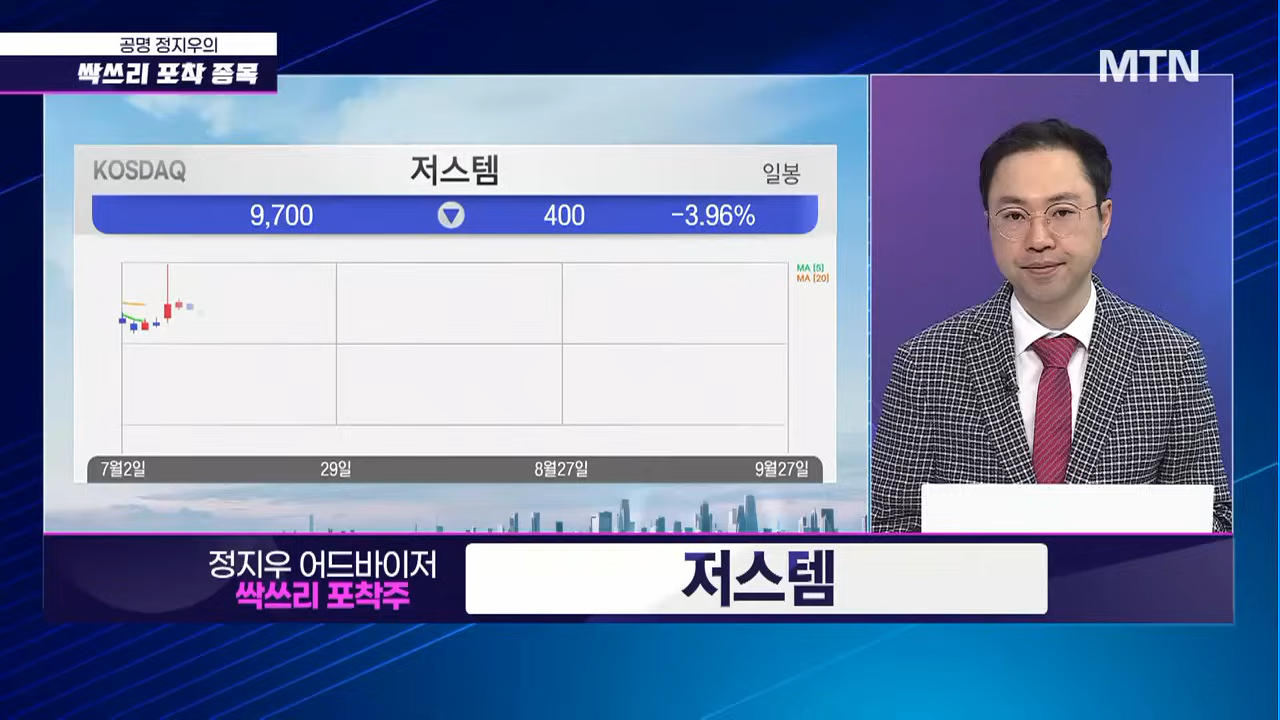 공명 정지우의
싹쓰리 포착 종목
MTN
KOSDAQ
저스템
일봉
9,700 ▼ 400 -3.96%
MA [5]
MA [20]
7월2일 29일 8월27일 9월27일
정지우 어드바이저
싹쓰리 포착주
저스템